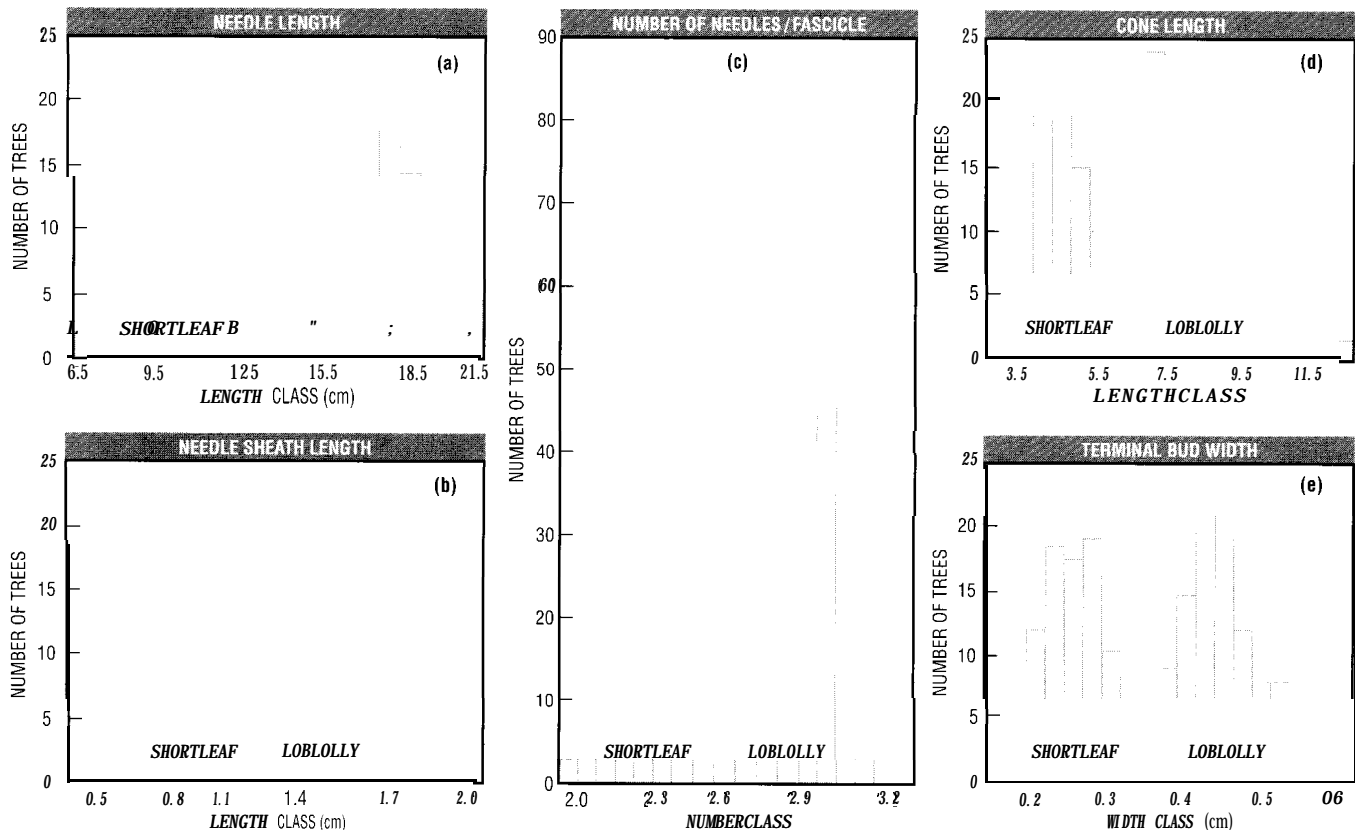 NEEDLE LENGTH
(a)
25
20
15
10
5
0
NUMBER OF TREES
SHORTLEAF B " ; ,
6.5 9.5 125 15.5 18.5 21.5
LENGTH CLASS (cm)
NEEDLE SHEATH LENGTH
(b)
25
20
15
10
5
0
NUMBER OF TREES
SHORTLEAF LOBLOLLY
0.5 0.8 1.1 1.4 1.7 2.0
LENGTH CLASS (cm)
NUMBER OF NEEDLES/FASCICLE
(c)
90
80
70
60
50
40
30
20
10
0
NUMBER OF TREES
SHORTLEAF LOBLOLLY
2.0 2.3 2.6 2.9 3.2
NUMBERCLASS
CONE LENGTH
(d)
25
20
15
10
5
0
NUMBER OF TREES
SHORTLEAF LOBLOLLY
3.5 5.5 7.5 9.5 11.5
LENGTHCLASS
TERMINAL BUD WIDTH
(e)
25
20
15
10
5
0
NUMBER OF TREES
SHORTLEAF LOBLOLLY
0.2 0.3 0.4 0.5 06
WIDTH CLASS (cm)